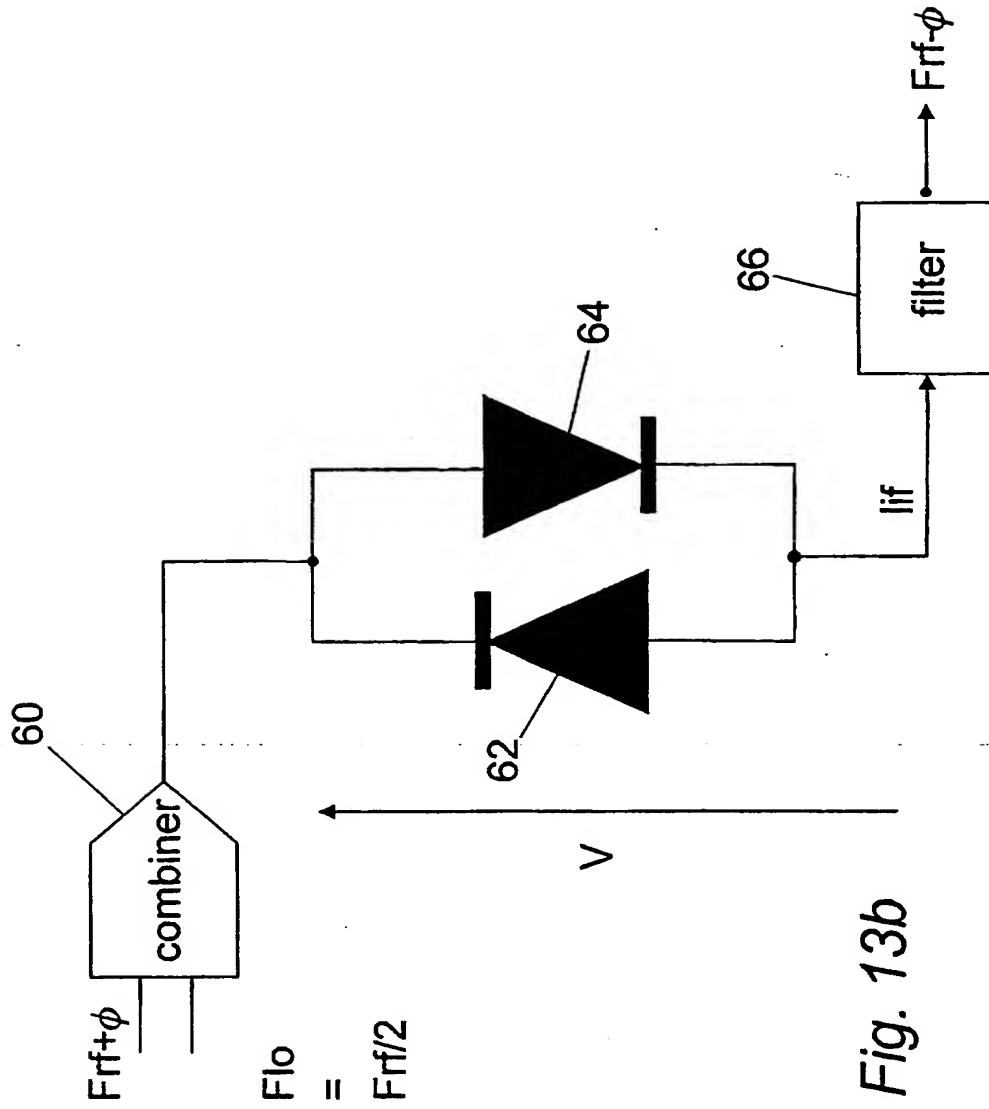 60
combiner
Frf+ϕ
Flo
=
Frf/2
62
64
V
Iif
66
filter
Frf-ϕ
Fig. 13b